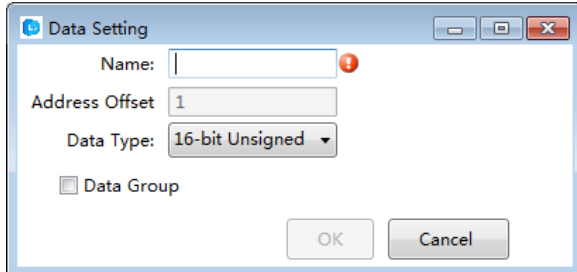 Data Setting
Name:
Address Offset 1
Data Type: 16-bit Unsigned
Data Group
OK Cancel